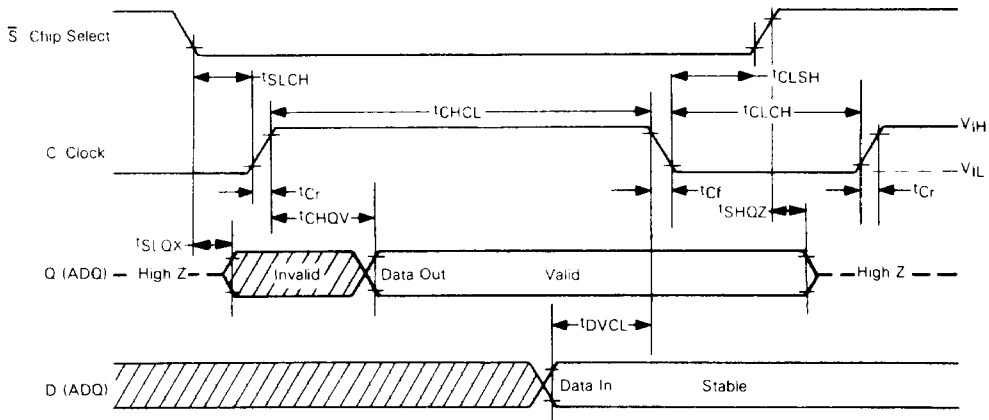 S̅ Chip Select
tSLCH
tCLSH
tCHCL
tCLCH
VIH
C Clock
VIL
tCr
tCf
tCr
tCHQV
tSHQZ
tSLQX
Q (ADQ) High Z Invalid Data Out Valid High Z
tDVCL
D (ADQ) Data In Stable